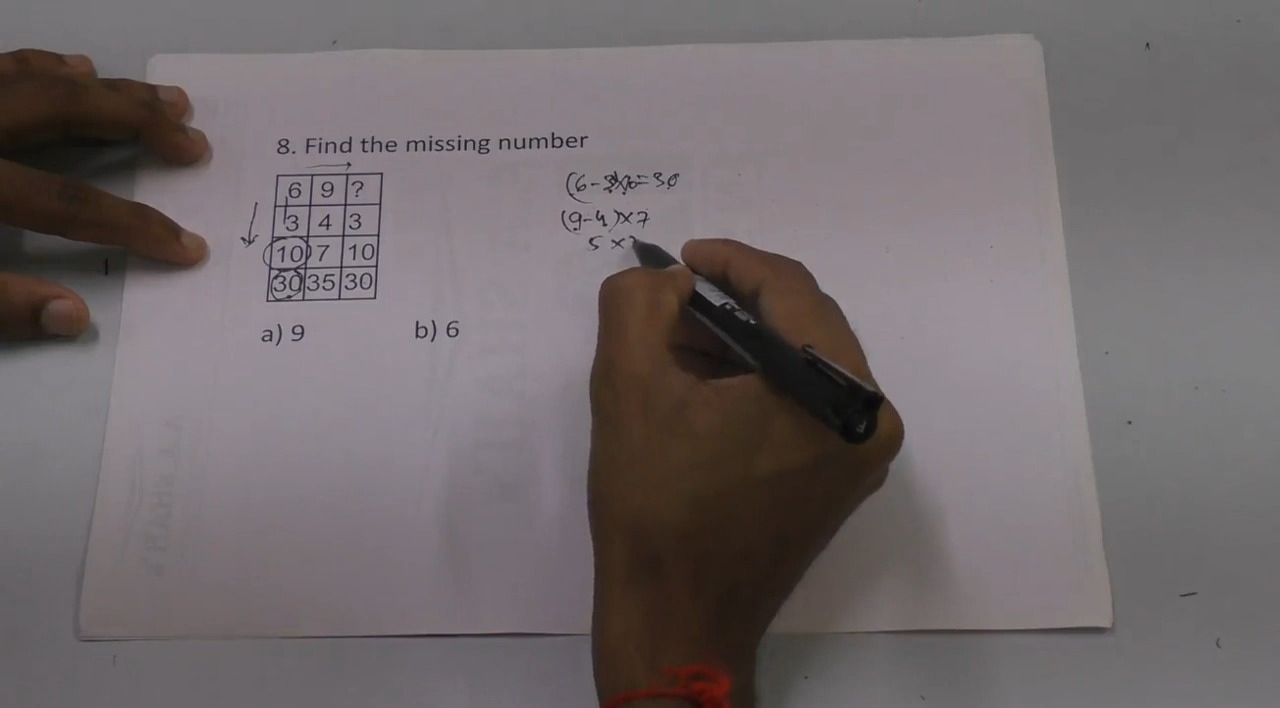 8. Find the missing number
6 9 ?
3 4 3
10 7 10
30 35 30
a) 9 b) 6
(6-3)×10=30
(9-4)×7
5×7